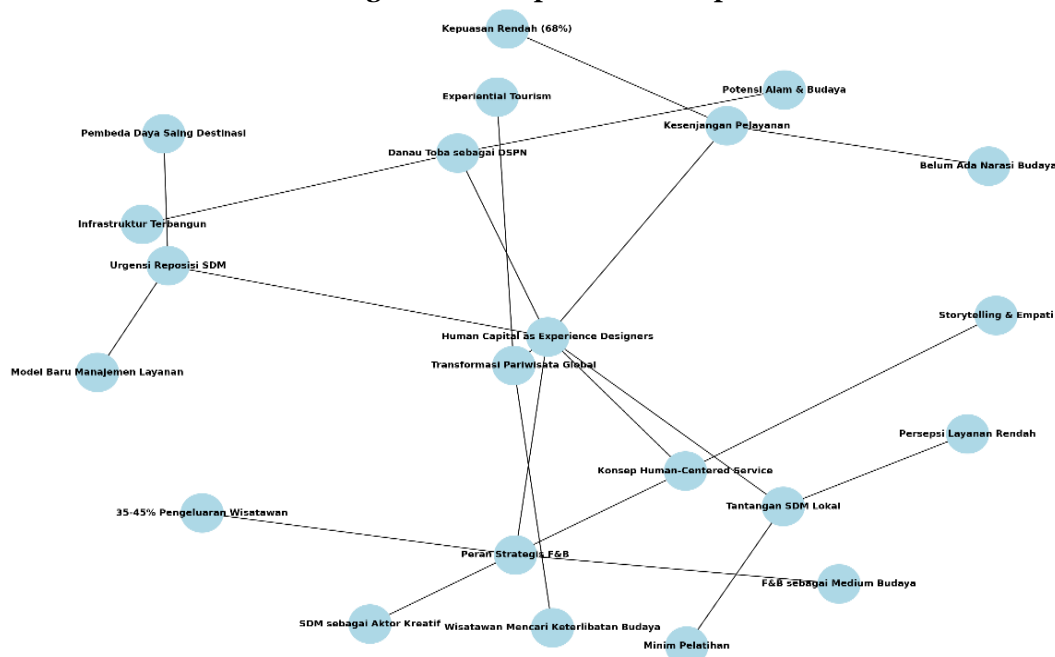 Kepuasan Rendah (68%)
Potensi Alam & Budaya
Experiential Tourism
Kesenjangan Pelayanan
Pembeda Daya Saing Destinasi
Danau Toba sebagai DSPN
Belum Ada Narasi Budaya
Infrastruktur Terbangun
Urgensi Reposisi SDM
Storytelling & Empati
Human Capital as Experience Designers
Transformasi Pariwisata Global
Model Baru Manajemen Layanan
Persepsi Layanan Rendah
Konsep Human-Centered Service
Tantangan SDM Lokal
35-45% Pengeluaran Wisatawan
Peran Strategis F&B
F&B sebagai Medium Budaya
SDM sebagai Aktor Kreatif
Wisatawan Mencari Keterlibatan Budaya
Minim Pelatihan